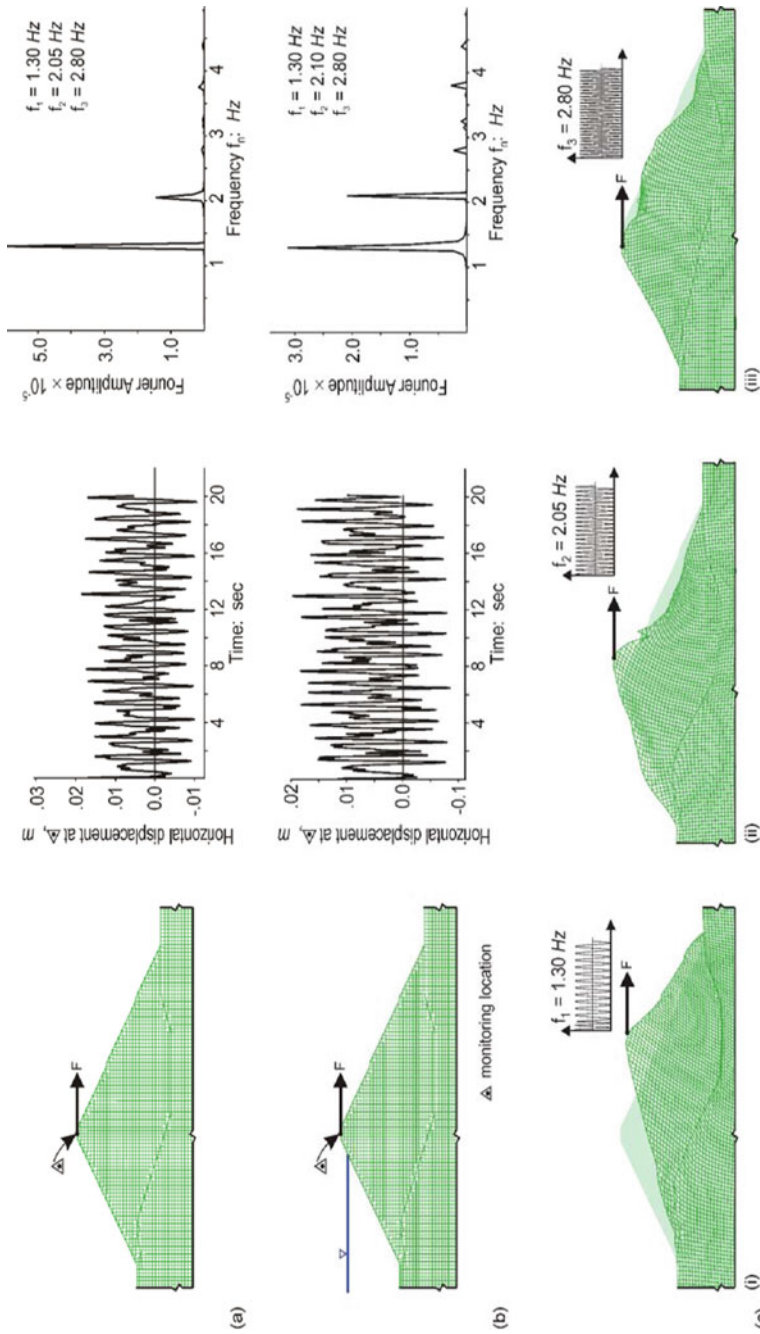 F
(a)
Horizontal displacement at , m
.03
.02
.01
0.0
-.01
4
8
12
16
20
Time: sec
Fourier Amplitude × 10⁻⁵
5.0
3.0
1.0
1
2
3
4
Frequency fₙ: Hz
f₁ = 1.30 Hz
f₂ = 2.05 Hz
f₃ = 2.80 Hz
F
monitoring location
(b)
Horizontal displacement at , m
.02
.01
0.0
-0.1
4
8
12
16
20
Time: sec
Fourier Amplitude × 10⁻⁵
3.0
2.0
1.0
0.0
1
2
3
4
Frequency fₙ: Hz
f₁ = 1.30 Hz
f₂ = 2.10 Hz
f₃ = 2.80 Hz
f₁ = 1.30 Hz
F
(i)
f₂ = 2.05 Hz
F
(ii)
f₃ = 2.80 Hz
F
(iii)